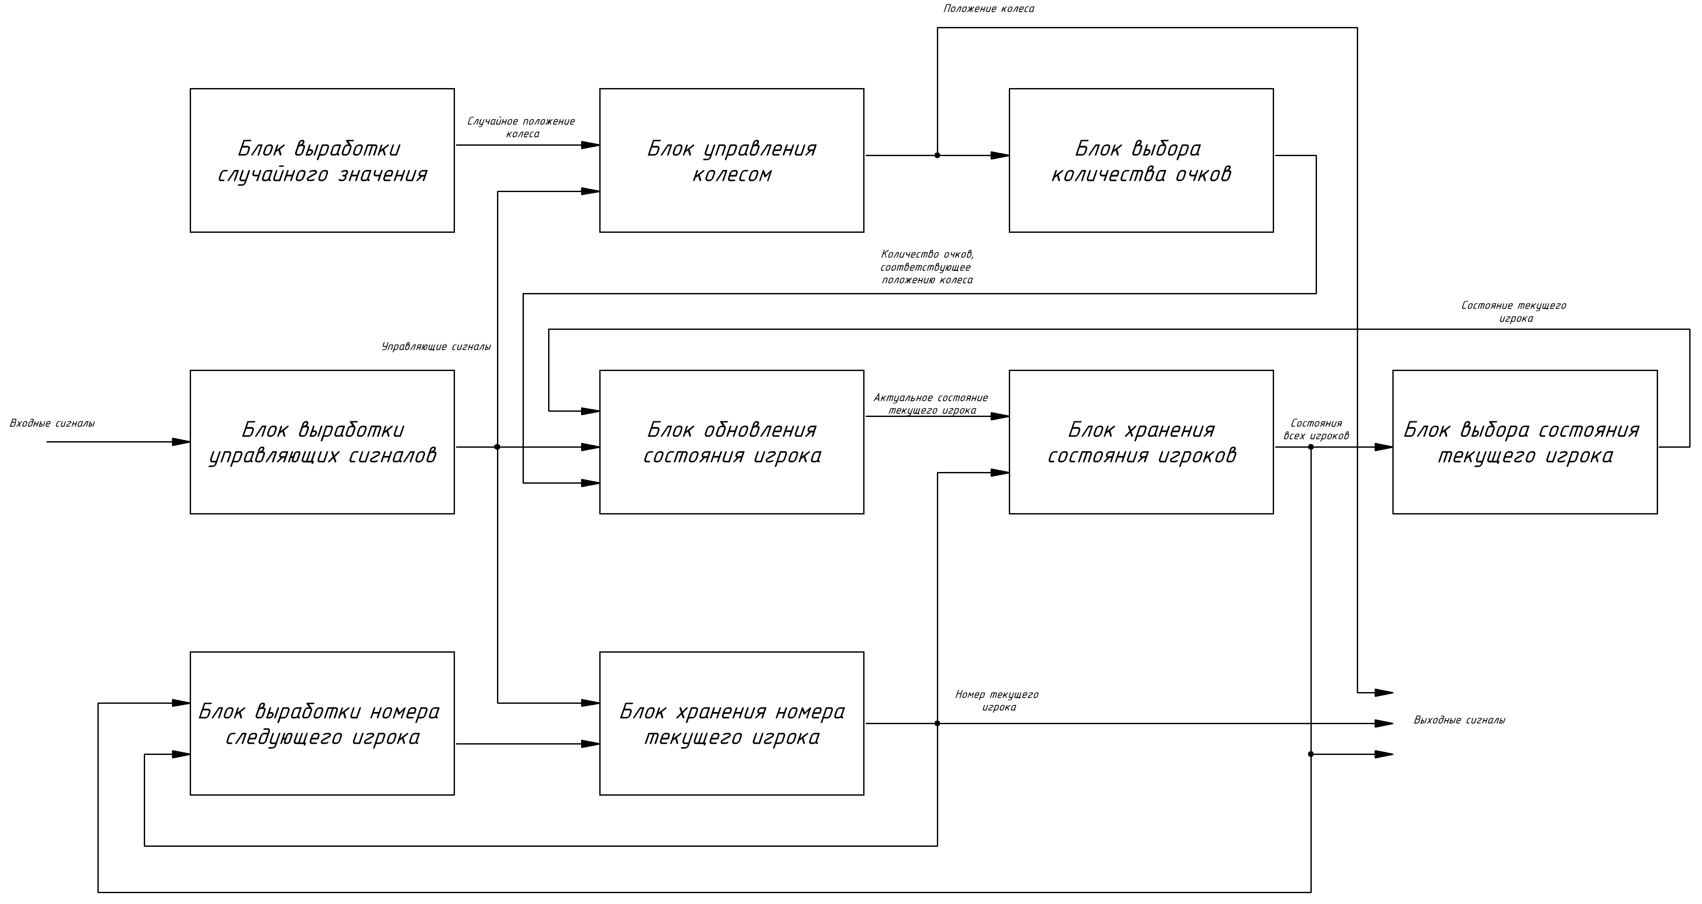 Положение колеса
Случайное положение
колеса
Блок выработки
случайного значения
Блок управления
колесом
Блок выбора
количества очков
Количество очков,
соответствующее
положению колеса
Состояние текущего
игрока
Управляющие сигналы
Входные сигналы
Блок выработки
управляющих сигналов
Блок обновления
состояния игрока
Актуальное состояние
текущего игрока
Блок хранения
состояния игроков
Состояния
всех игроков
Блок выбора состояния
текущего игрока
Блок выработки номера
следующего игрока
Блок хранения номера
текущего игрока
Номер текущего
игрока
Выходные сигналы